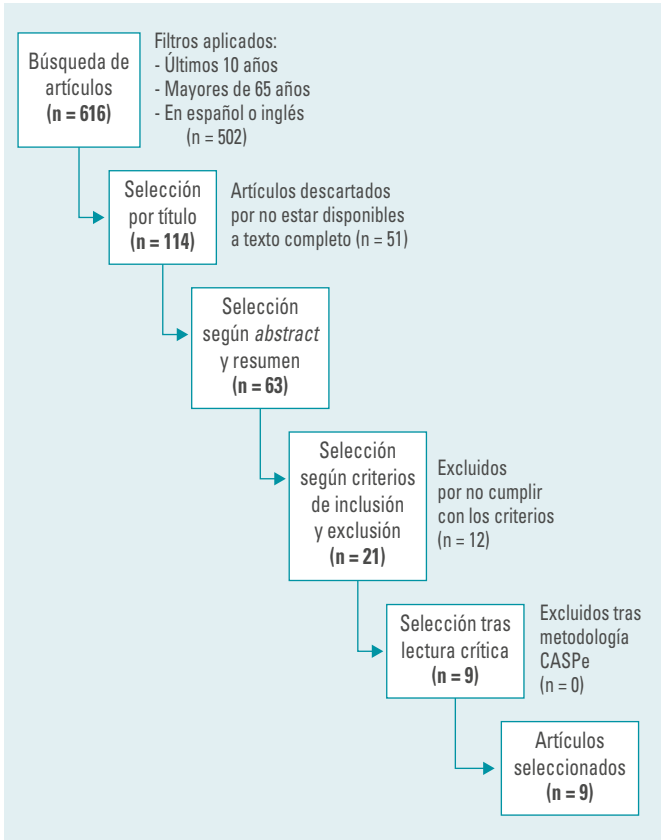 Búsqueda de
artículos
(n = 616)
Filtros aplicados:
- Últimos 10 años
- Mayores de 65 años
- En español o inglés
(n = 502)
Selección
por título
(n = 114)
Artículos descartados
por no estar disponibles
a texto completo (n = 51)
Selección
según abstract
y resumen
(n = 63)
Selección
según criterios
de inclusión
y exclusión
(n = 21)
Excluidos
por no cumplir
con los criterios
(n = 12)
Selección tras
lectura crítica
(n = 9)
Excluidos tras
metodología
CASPe
(n = 0)
Artículos
seleccionados
(n = 9)